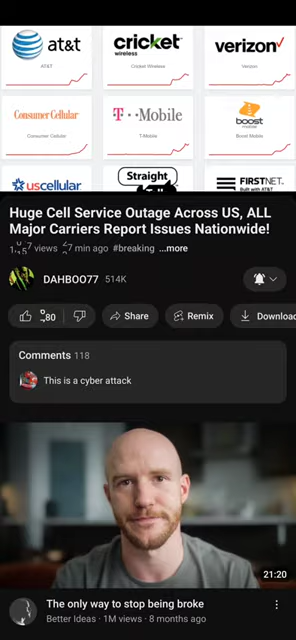 at&t
cricket
wireless
verizon
AT&T
Cricket Wireless
Verizon
Consumer Cellular
T··Mobile
boost
mobile
Consumer Cellular
T-Mobile
Boost Mobile
uscellular
Straight
FIRSTNET
Built with AT&T
Huge Cell Service Outage Across US, ALL
Major Carriers Report Issues Nationwide!
views
min ago #breaking ...more
DAHBOO77 514K
Share
Remix
Download
Comments 118
This is a cyber attack
21:20
The only way to stop being broke
Better Ideas · 1M views · 8 months ago